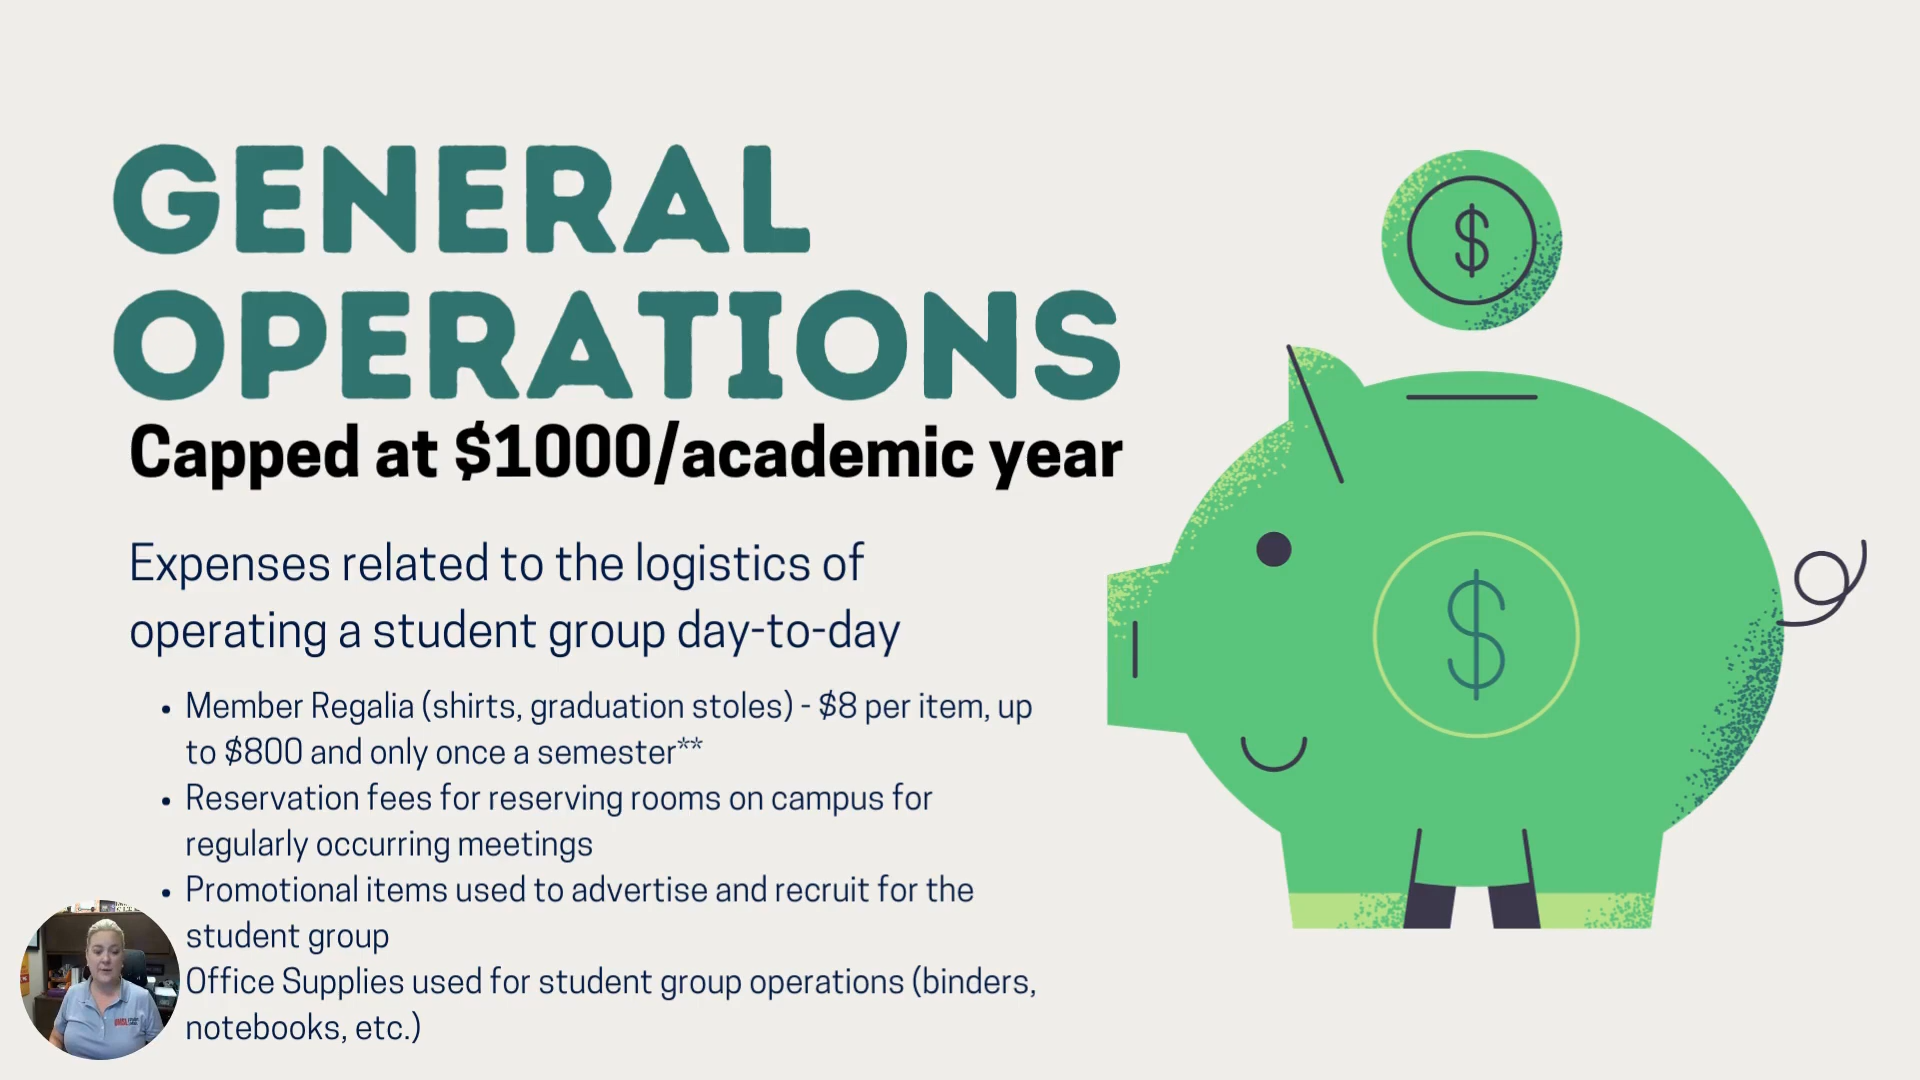 GENERAL
OPERATIONS
Capped at $1000/academic year
Expenses related to the logistics of
operating a student group day-to-day
• Member Regalia (shirts, graduation stoles) - $8 per item, up
to $800 and only once a semester**
• Reservation fees for reserving rooms on campus for
regularly occurring meetings
• Promotional items used to advertise and recruit for the
student group
Office Supplies used for student group operations (binders,
notebooks, etc.)
$
$